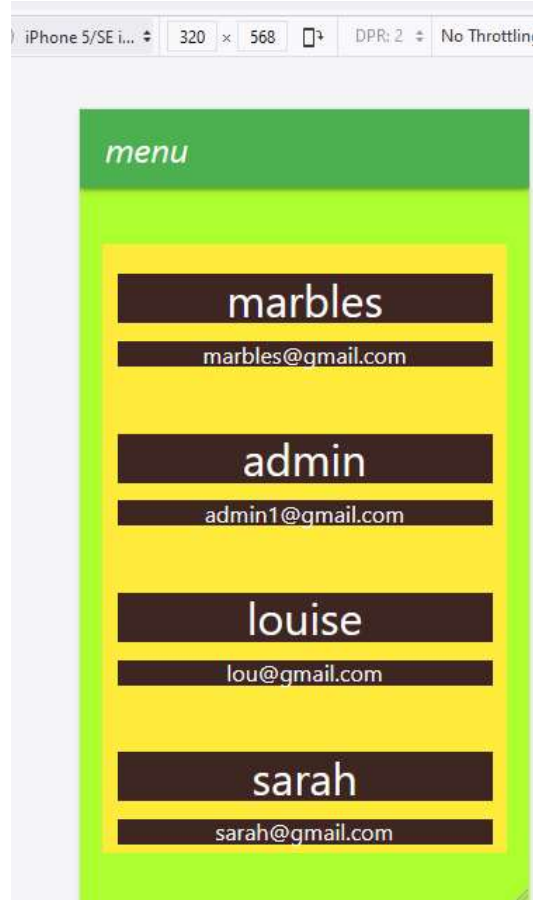 iPhone 5/SE i... 320 × 568 DPR: 2 No Throttling
menu
marbles
marbles@gmail.com
admin
admin1@gmail.com
louise
lou@gmail.com
sarah
sarah@gmail.com